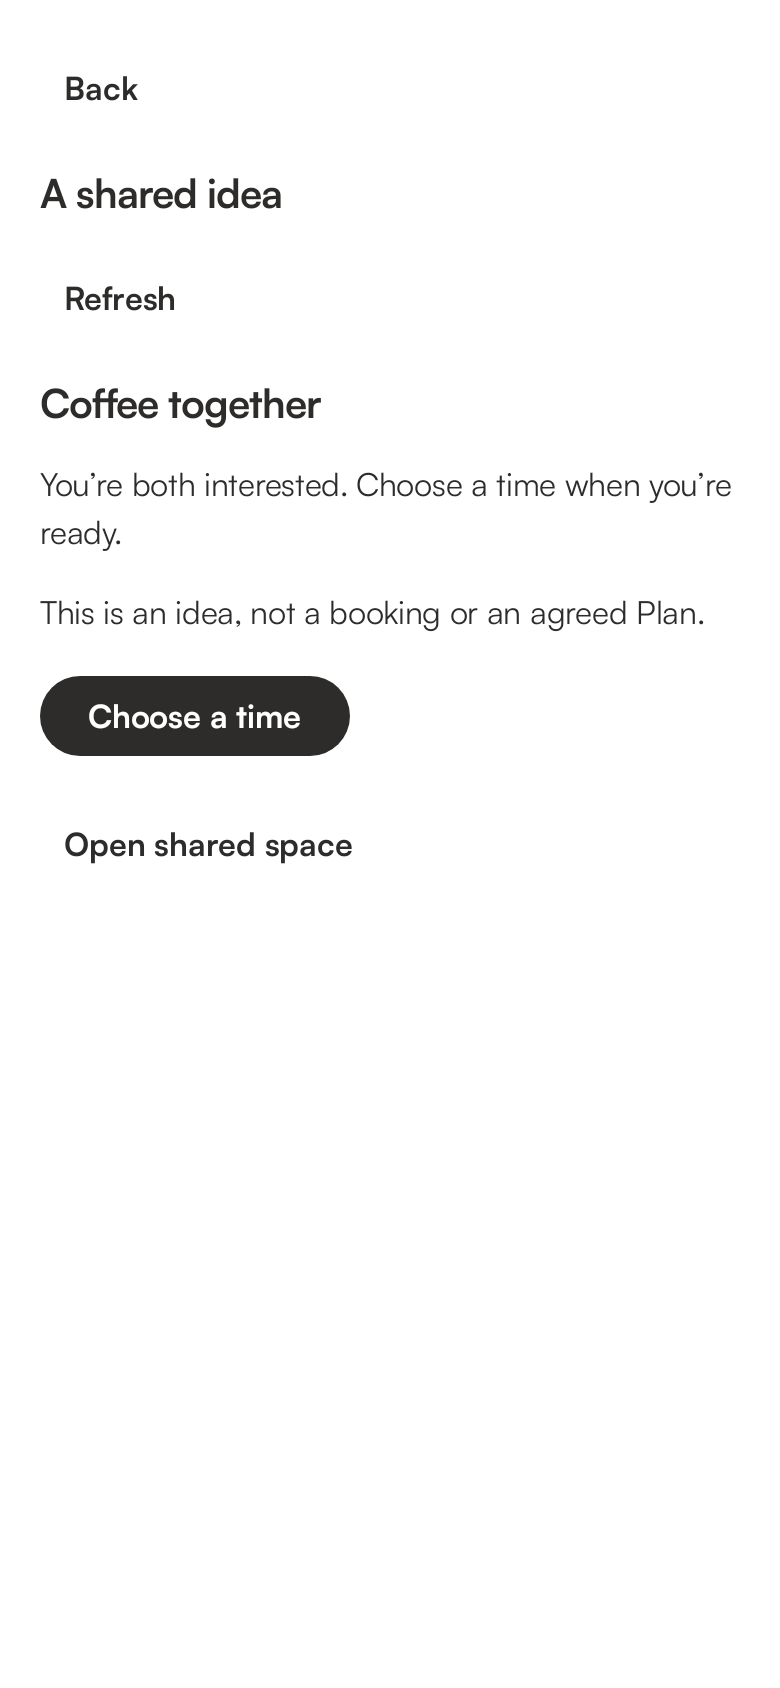 Back
A shared idea
Refresh
Coffee together
You’re both interested. Choose a time when you’re
ready.
This is an idea, not a booking or an agreed Plan.
Choose a time
Open shared space